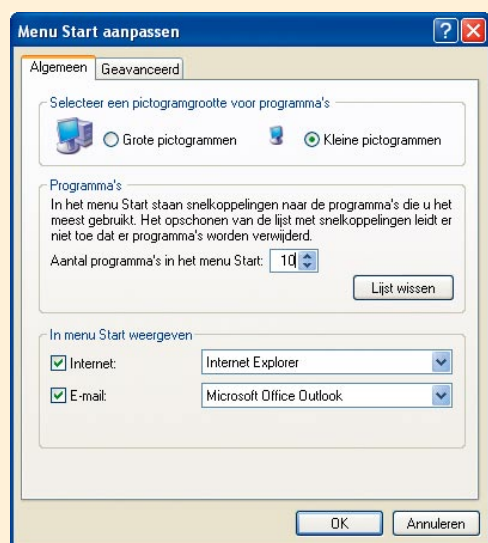 Menu Start aanpassen
Algemeen
Geavanceerd
Selecteer een pictogramgrootte voor programma's
Grote pictogrammen
Kleine pictogrammen
Programma's
In het menu Start staan snelkoppelingen naar de programma's die u het
meest gebruikt. Het opschonen van de lijst met snelkoppelingen leidt er
niet toe dat er programma's worden verwijderd.
Aantal programma's in het menu Start: 10
Lijst wissen
In menu Start weergeven
Internet: Internet Explorer
E-mail: Microsoft Office Outlook
OK
Annuleren